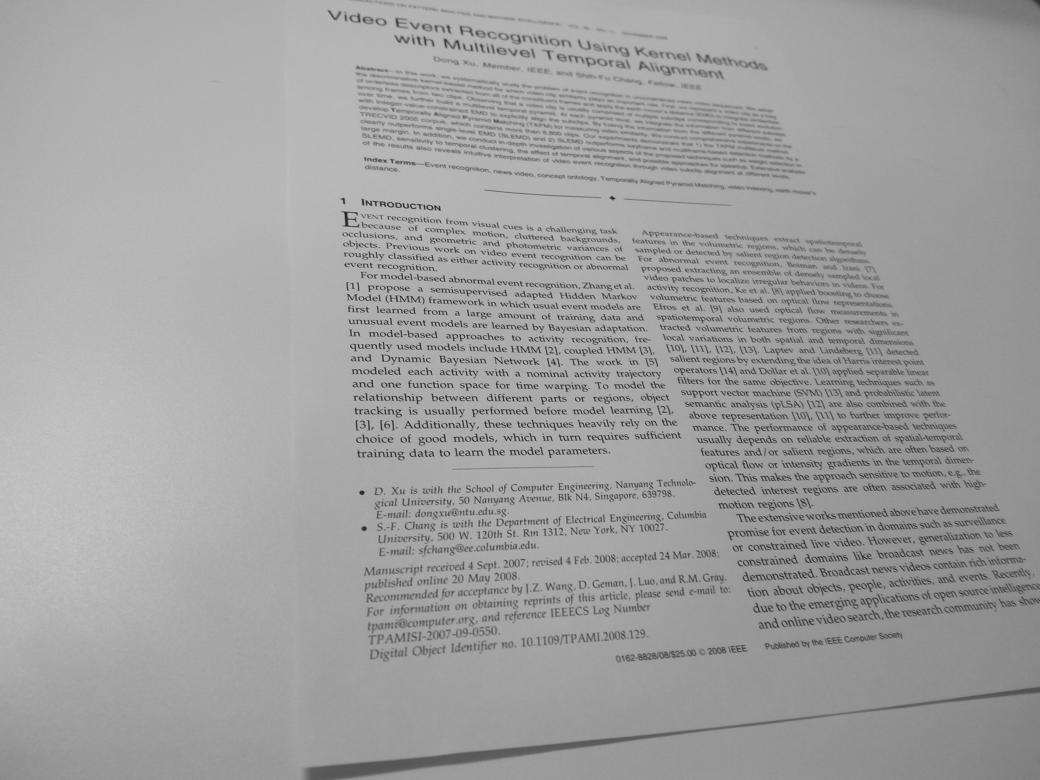 Video Event Recognition Using Kernel Methods
with Multilevel Temporal Alignment
Dong Xu, Member, IEEE, and Shih-Fu Chang, Fellow, IEEE
Index Terms—Event recognition, news video, concept ontology, Temporally Aligned Pyramid Matching, video indexing, earth mover's
distance.
1 INTRODUCTION
EVENT recognition from visual cues is a challenging task
because of complex motion, cluttered backgrounds,
occlusions, and geometric and photometric variances of
objects. Previous work on video event recognition can be
roughly classified as either activity recognition or abnormal
event recognition.
For model-based abnormal event recognition, Zhang et al.
[1] propose a semisupervised adapted Hidden Markov
Model (HMM) framework in which usual event models are
first learned from a large amount of training data and
unusual event models are learned by Bayesian adaptation.
In model-based approaches to activity recognition, fre-
quently used models include HMM [2], coupled HMM [3],
and Dynamic Bayesian Network [4]. The work in [5]
modeled each activity with a nominal activity trajectory
and one function space for time warping. To model the
relationship between different parts or regions, object
tracking is usually performed before model learning [2],
[3], [6]. Additionally, these techniques heavily rely on the
choice of good models, which in turn requires sufficient
training data to learn the model parameters.
• D. Xu is with the School of Computer Engineering, Nanyang Technolo-
gical University, 50 Nanyang Avenue, Blk N4, Singapore, 639798.
E-mail: dongxu@ntu.edu.sg.
• S.-F. Chang is with the Department of Electrical Engineering, Columbia
University, 500 W. 120th St. Rm 1312, New York, NY 10027.
E-mail: sfchang@ee.columbia.edu.
Manuscript received 4 Sept. 2007; revised 4 Feb. 2008; accepted 24 Mar. 2008;
published online 20 May 2008.
Recommended for acceptance by J.Z. Wang, D. Geman, J. Luo, and R.M. Gray.
For information on obtaining reprints of this article, please send e-mail to:
tpami@computer.org, and reference IEEECS Log Number
TPAMISI-2007-09-0550.
Digital Object Identifier no. 10.1109/TPAMI.2008.129.
Appearance-based techniques extract spatiotemporal
features in the volumetric regions, which can be densely
sampled or detected by salient region detection algorithms.
For abnormal event recognition, Boiman and Irani [7]
proposed extracting an ensemble of densely sampled local
video patches to localize irregular behaviors in videos. For
activity recognition, Ke et al. [8] applied boosting to choose
volumetric features based on optical flow representations.
Efros et al. [9] also used optical flow measurements in
spatiotemporal volumetric regions. Other researchers ex-
tracted volumetric features from regions with significant
local variations in both spatial and temporal dimensions
[10], [11], [12], [13]. Laptev and Lindeberg [11] detected
salient regions by extending the idea of Harris interest point
operators [14] and Dollar et al. [10] applied separable linear
filters for the same objective. Learning techniques such as
support vector machine (SVM) [13] and probabilistic latent
semantic analysis (pLSA) [12] are also combined with the
above representation [10], [11] to further improve perfor-
mance. The performance of appearance-based techniques
usually depends on reliable extraction of spatial-temporal
features and/or salient regions, which are often based on
optical flow or intensity gradients in the temporal dimen-
sion. This makes the approach sensitive to motion, e.g., the
detected interest regions are often associated with high-
motion regions [8].
The extensive works mentioned above have demonstrated
promise for event detection in domains such as surveillance
or constrained live video. However, generalization to less
constrained domains like broadcast news has not been
demonstrated. Broadcast news videos contain rich informa-
tion about objects, people, activities, and events. Recently,
due to the emerging applications of open source intelligence
and online video search, the research community has show
0162-8828/08/$25.00 © 2008 IEEE
Published by the IEEE Computer Society